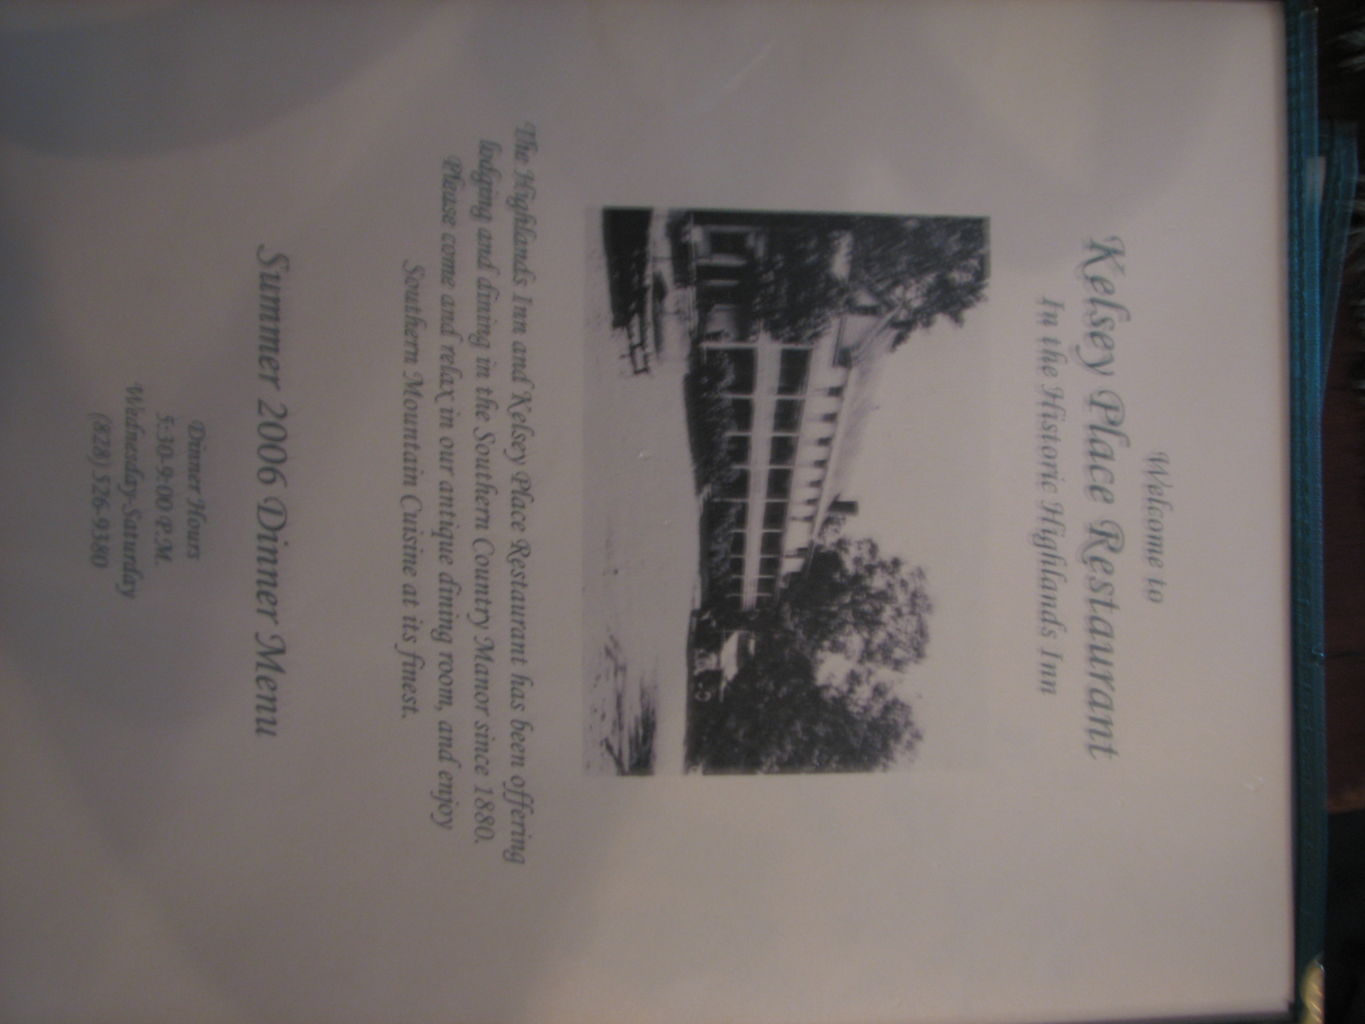 Welcome to
Kelsey Place Restaurant
In the Historic Highlands Inn
The Highlands Inn and Kelsey Place Restaurant has been offering
lodging and dining in the Southern Country Manor since 1880.
Please come and relax in our antique dining room, and enjoy
Southern Mountain Cuisine at its finest.
Summer 2006 Dinner Menu
Dinner Hours
5:30-9:00 P.M.
Wednesday-Saturday
(828) 526-9380